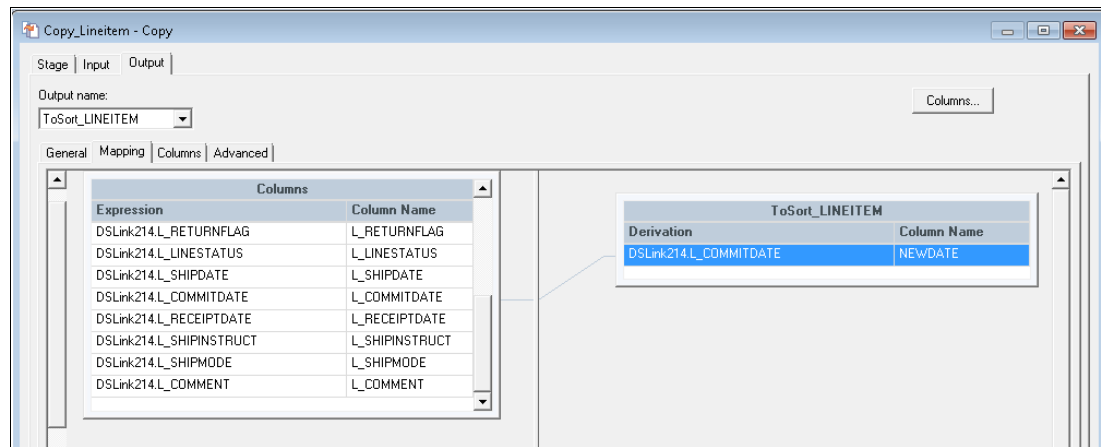 Copy_Lineitem - Copy
Stage Input Output
Output name:
Columns...
ToSort_LINEITEM
General Mapping Columns Advanced
Columns
Expression Column Name
DSLink214.L_RETURNFLAG L_RETURNFLAG
DSLink214.L_LINESTATUS L_LINESTATUS
DSLink214.L_SHIPDATE L_SHIPDATE
DSLink214.L_COMMITDATE L_COMMITDATE
DSLink214.L_RECEIPTDATE L_RECEIPTDATE
DSLink214.L_SHIPINSTRUCT L_SHIPINSTRUCT
DSLink214.L_SHIPMODE L_SHIPMODE
DSLink214.L_COMMENT L_COMMENT
ToSort_LINEITEM
Derivation Column Name
DSLink214.L_COMMITDATE NEWDATE